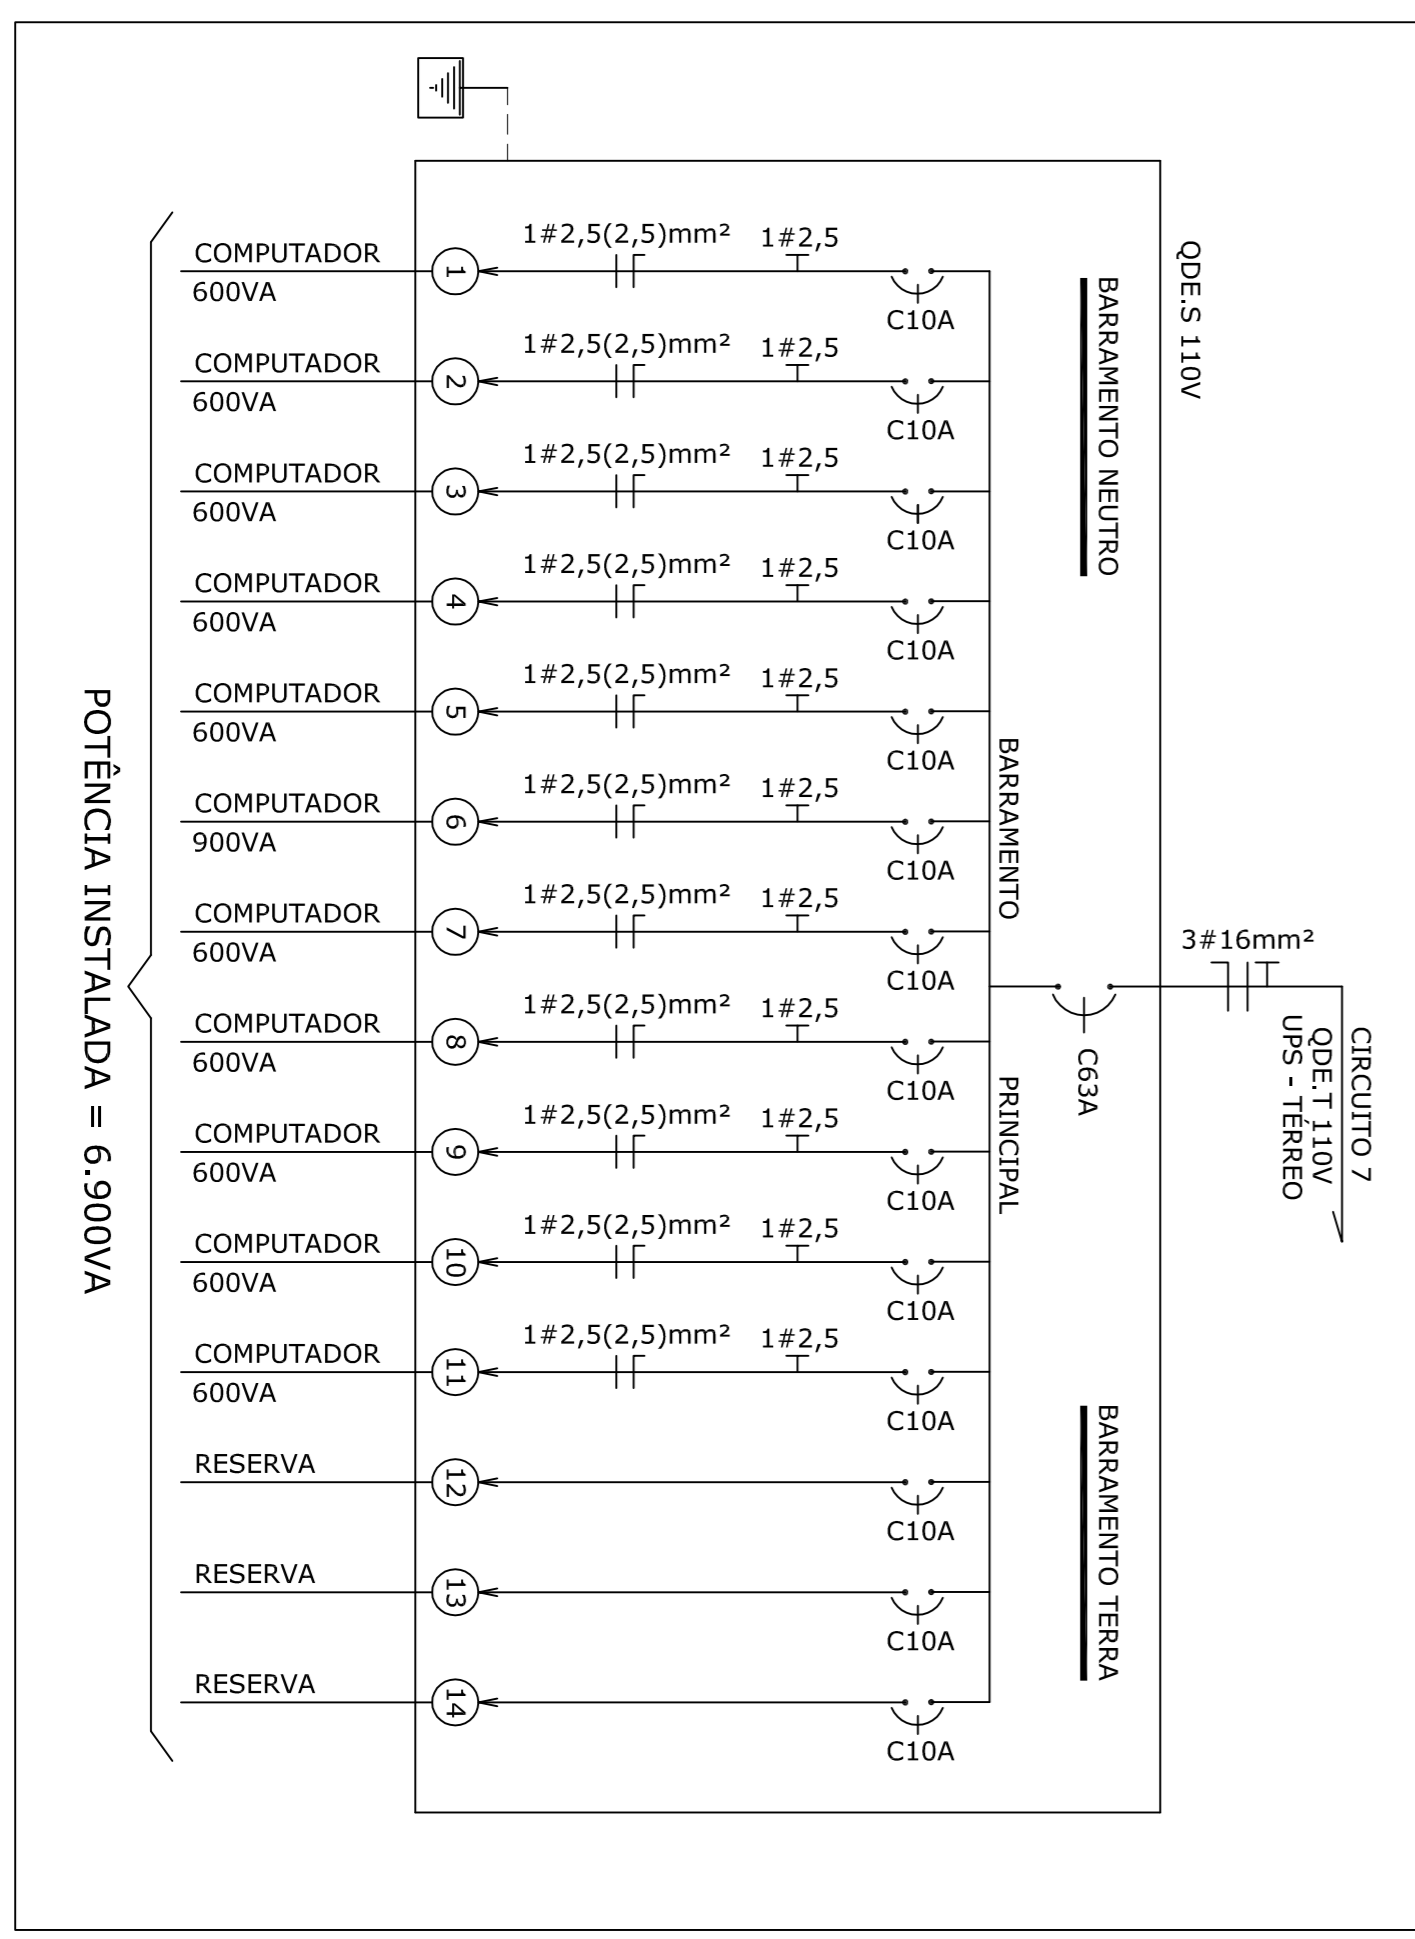 QDE.S 110V
BARRAMENTO NEUTRO
BARRAMENTO TERRA
BARRAMENTO
PRINCIPAL
CIRCUITO 7
QDE.T 110V
UPS - TÉRREO
3#16mm²
C63A
COMPUTADOR
600VA
1
1#2,5(2,5)mm²
1#2,5
C10A
COMPUTADOR
600VA
2
1#2,5(2,5)mm²
1#2,5
C10A
COMPUTADOR
600VA
3
1#2,5(2,5)mm²
1#2,5
C10A
COMPUTADOR
600VA
4
1#2,5(2,5)mm²
1#2,5
C10A
COMPUTADOR
600VA
5
1#2,5(2,5)mm²
1#2,5
C10A
COMPUTADOR
900VA
6
1#2,5(2,5)mm²
1#2,5
C10A
COMPUTADOR
600VA
7
1#2,5(2,5)mm²
1#2,5
C10A
COMPUTADOR
600VA
8
1#2,5(2,5)mm²
1#2,5
C10A
COMPUTADOR
600VA
9
1#2,5(2,5)mm²
1#2,5
C10A
COMPUTADOR
600VA
10
1#2,5(2,5)mm²
1#2,5
C10A
COMPUTADOR
600VA
11
1#2,5(2,5)mm²
1#2,5
C10A
RESERVA
12
C10A
RESERVA
13
C10A
RESERVA
14
C10A
POTÊNCIA INSTALADA = 6.900VA